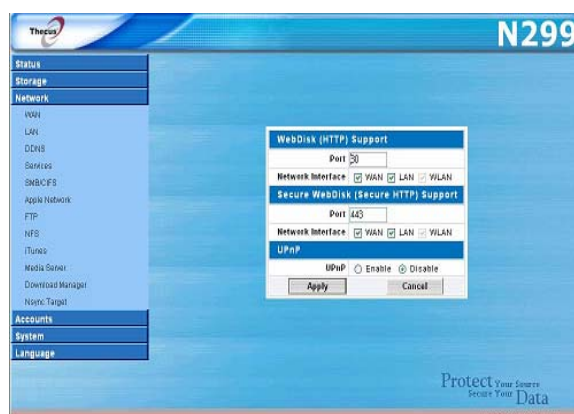 Thecus
N299
Status
Storage
Network
WAN
LAN
DDNS
Services
SMB/CIFS
Apple Network
FTP
NFS
iTunes
Media Server
Download Manager
Nsync Target
Accounts
System
Language
WebDisk (HTTP) Support
Port
Network Interface WAN LAN WLAN
Secure WebDisk (Secure HTTP) Support
Port 443
Network Interface WAN LAN WLAN
UPnP
UPnP Enable Disable
Apply Cancel
Protect Your Source
Secure Your Data